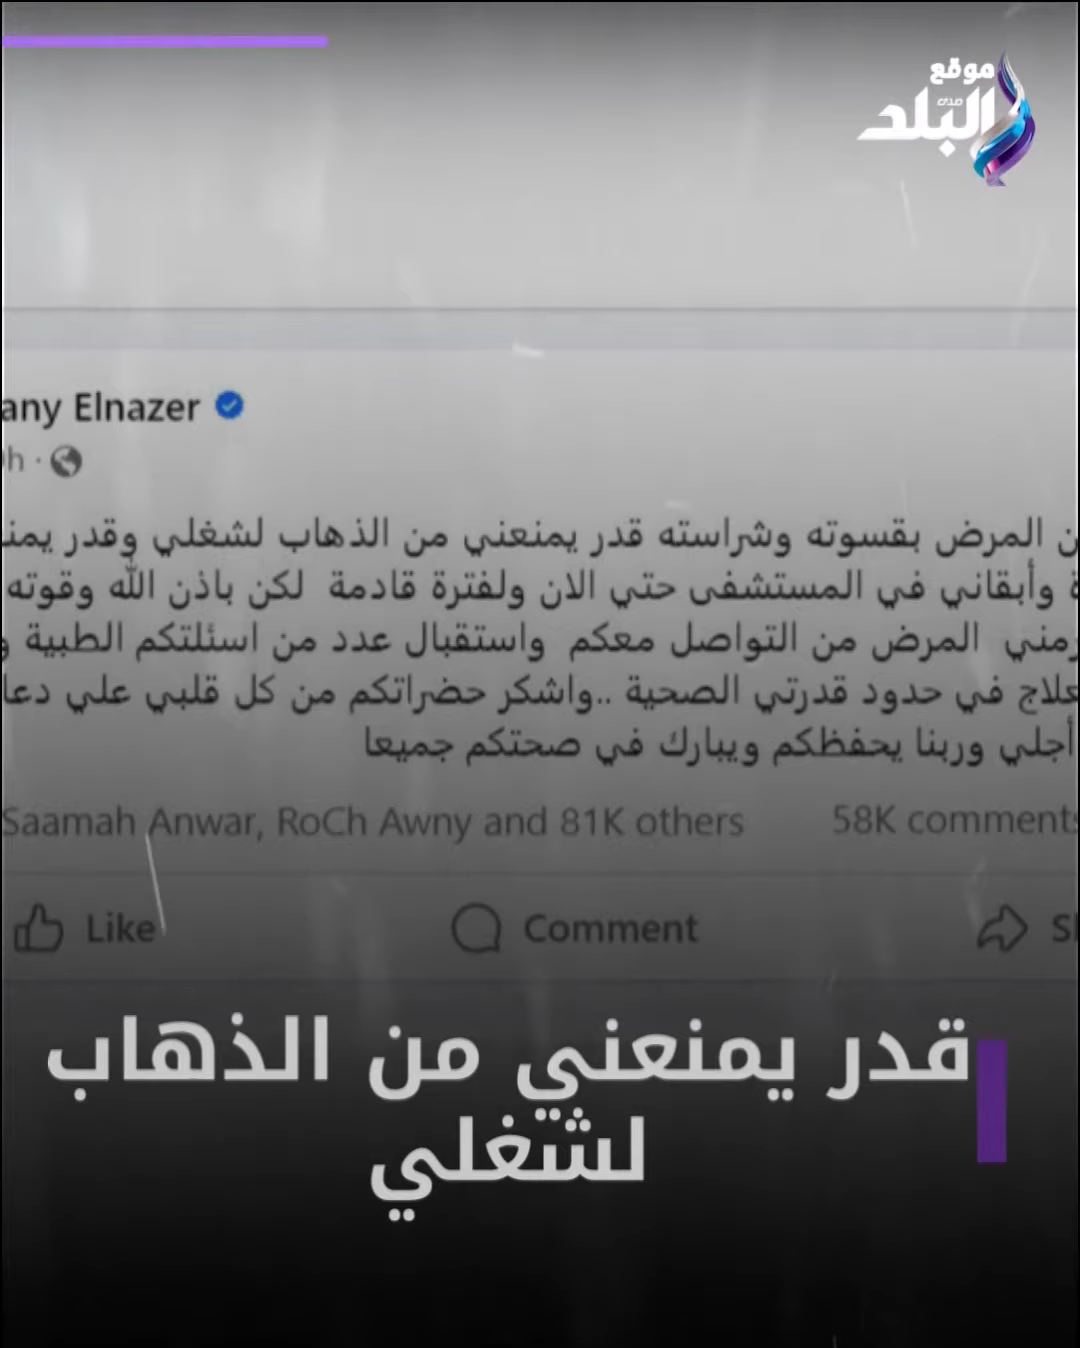 موقع
صدى
البلد
any Elnazer
h ·
ن المرض بقسوته وشراسته قدر يمنعني من الذهاب لشغلي وقدر يمنـ
ة وأبقاني في المستشفى حتي الان ولفترة قادمة لكن باذن الله وقوته
رمني المرض من التواصل معكم واستقبال عدد من اسئلتكم الطبية و
علاج في حدود قدرتي الصحية ..واشكر حضراتكم من كل قلبي علي دعا
أجلي وربنا يحفظكم ويبارك في صحتكم جميعا
Saamah Anwar, RoCh Awny and 81K others 58K comments
Like Comment
قدر يمنعني من الذهاب
لشغلي